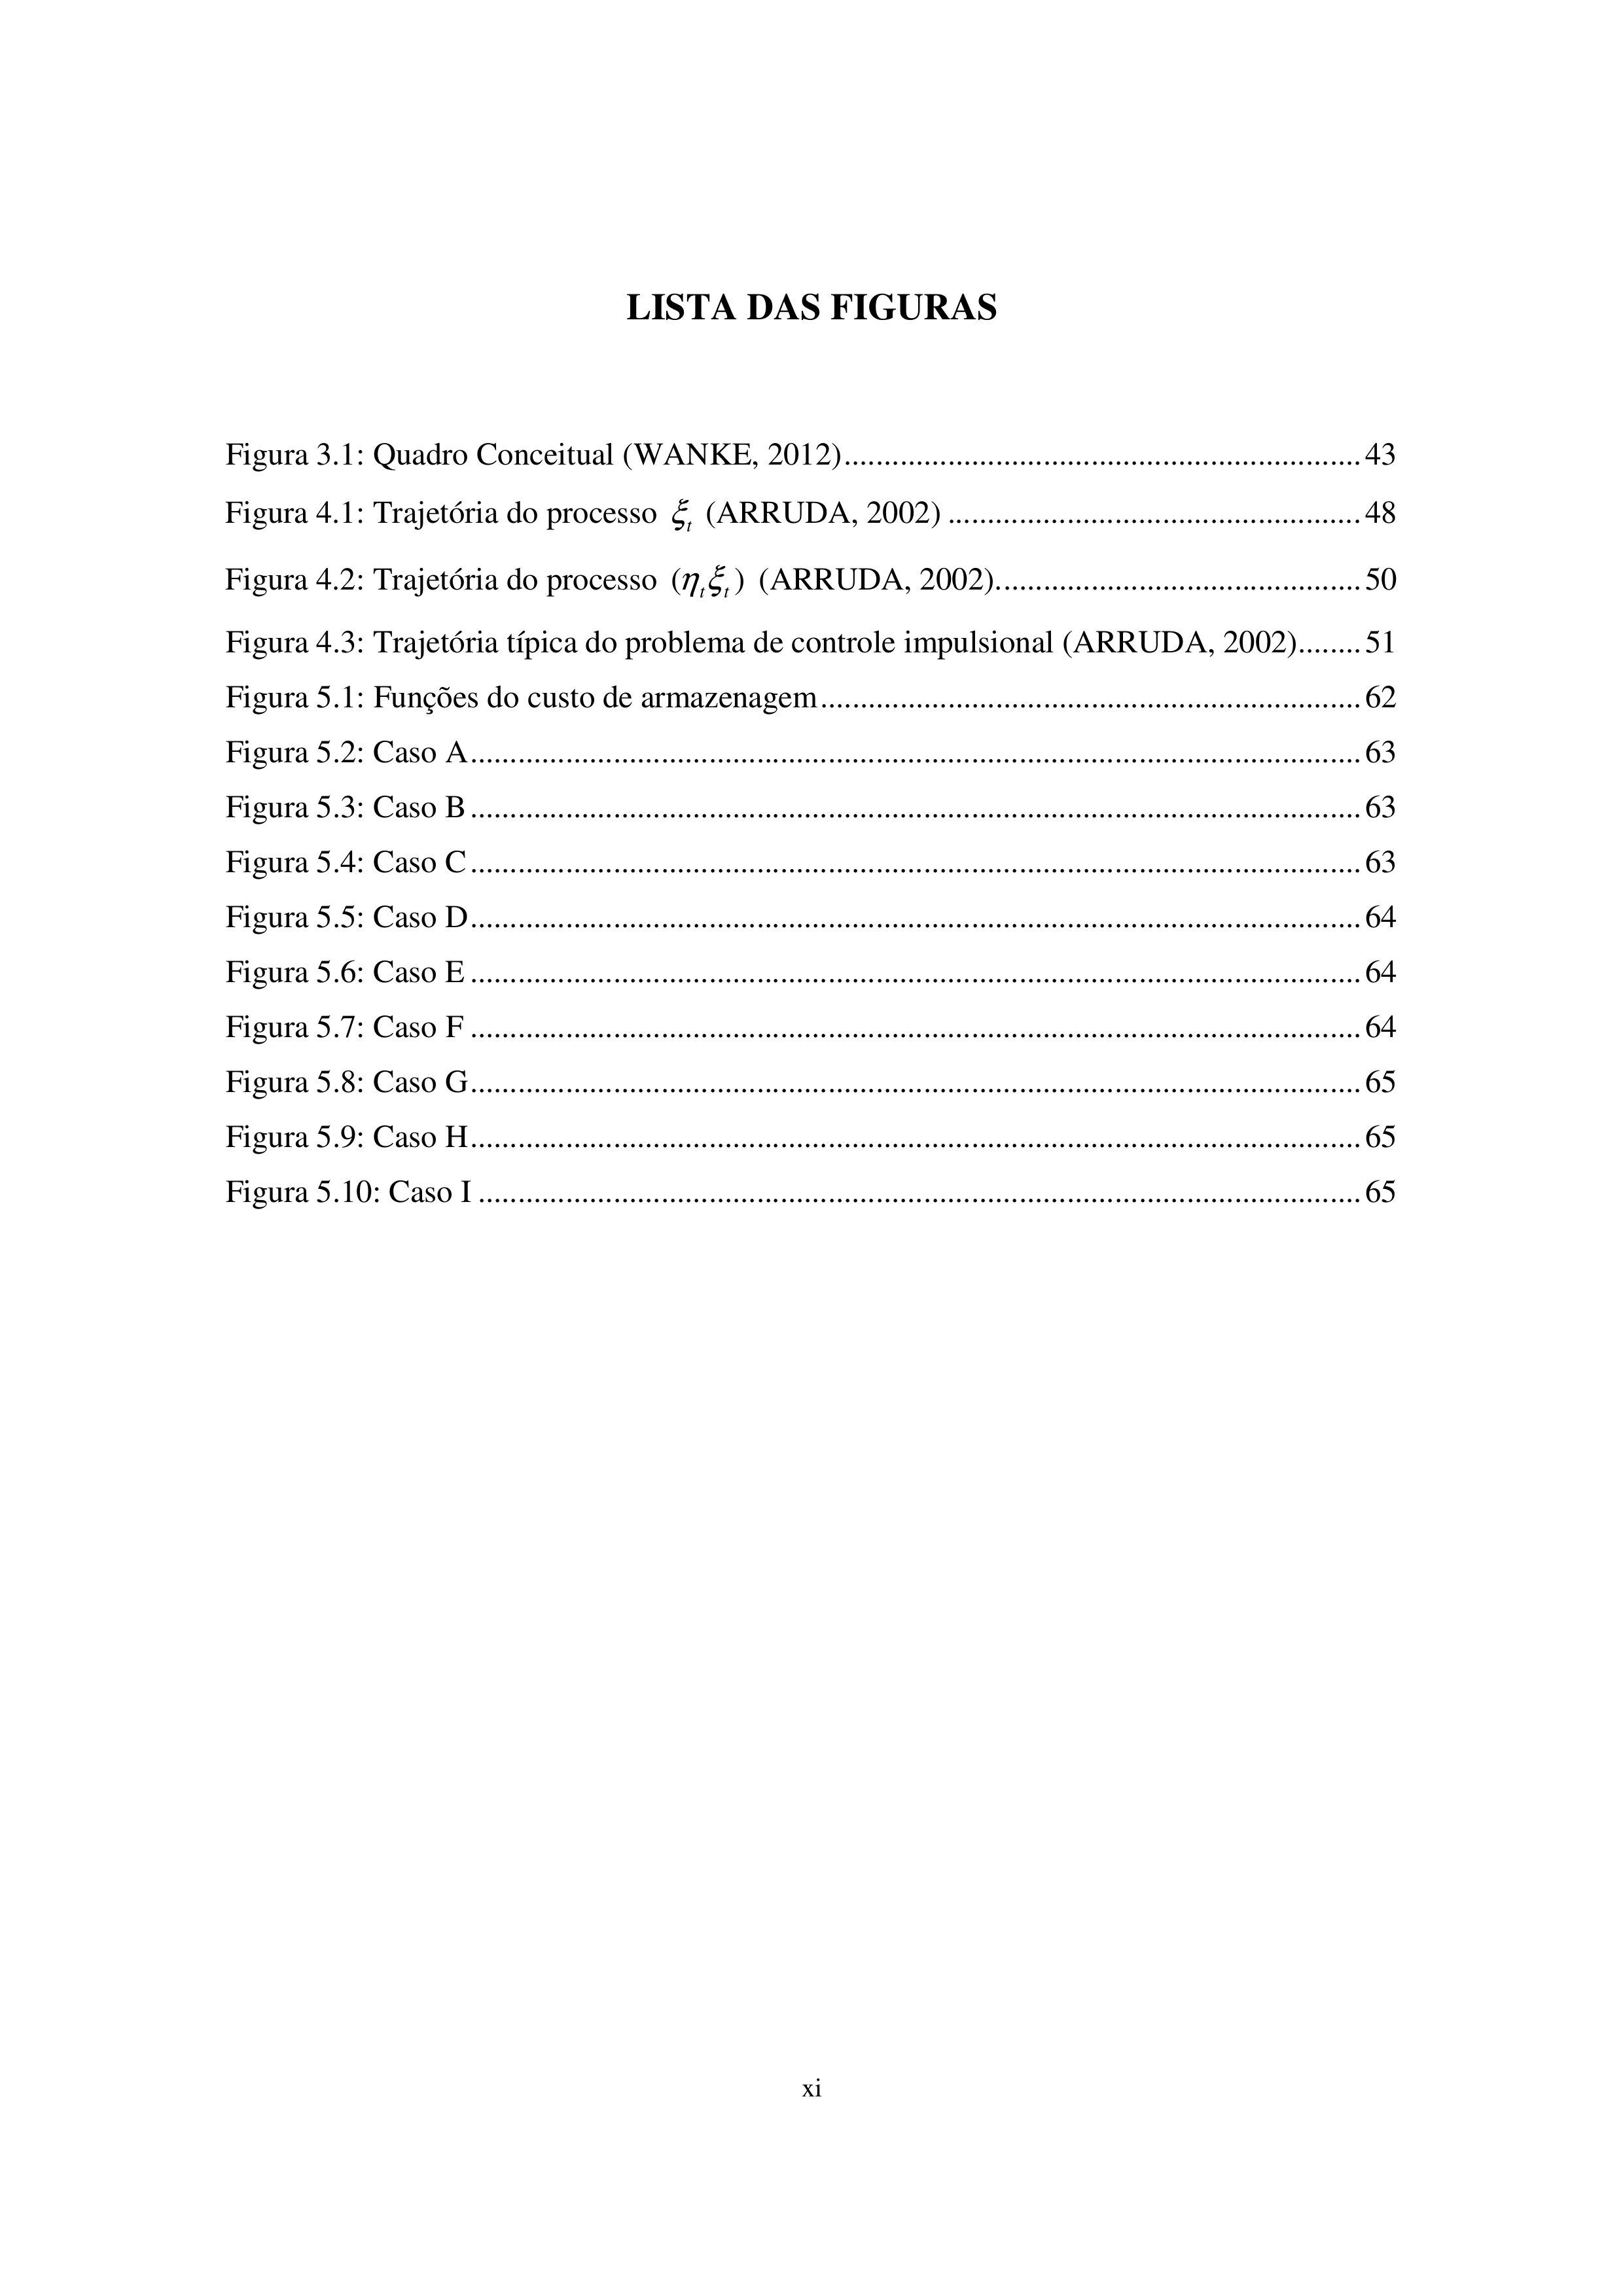 LISTA DAS FIGURAS
Figura 3.1: Quadro Conceitual (WANKE, 2012)................................................................43
Figura 4.1: Trajetória do processo ξₜ (ARRUDA, 2002) ...................................................48
Figura 4.2: Trajetória do processo (ηₜξₜ) (ARRUDA, 2002).............................................50
Figura 4.3: Trajetória típica do problema de controle impulsional (ARRUDA, 2002)........51
Figura 5.1: Funções do custo de armazenagem...................................................................62
Figura 5.2: Caso A...............................................................................................................63
Figura 5.3: Caso B ...............................................................................................................63
Figura 5.4: Caso C...............................................................................................................63
Figura 5.5: Caso D...............................................................................................................64
Figura 5.6: Caso E ...............................................................................................................64
Figura 5.7: Caso F ...............................................................................................................64
Figura 5.8: Caso G...............................................................................................................65
Figura 5.9: Caso H...............................................................................................................65
Figura 5.10: Caso I ..............................................................................................................65
xi